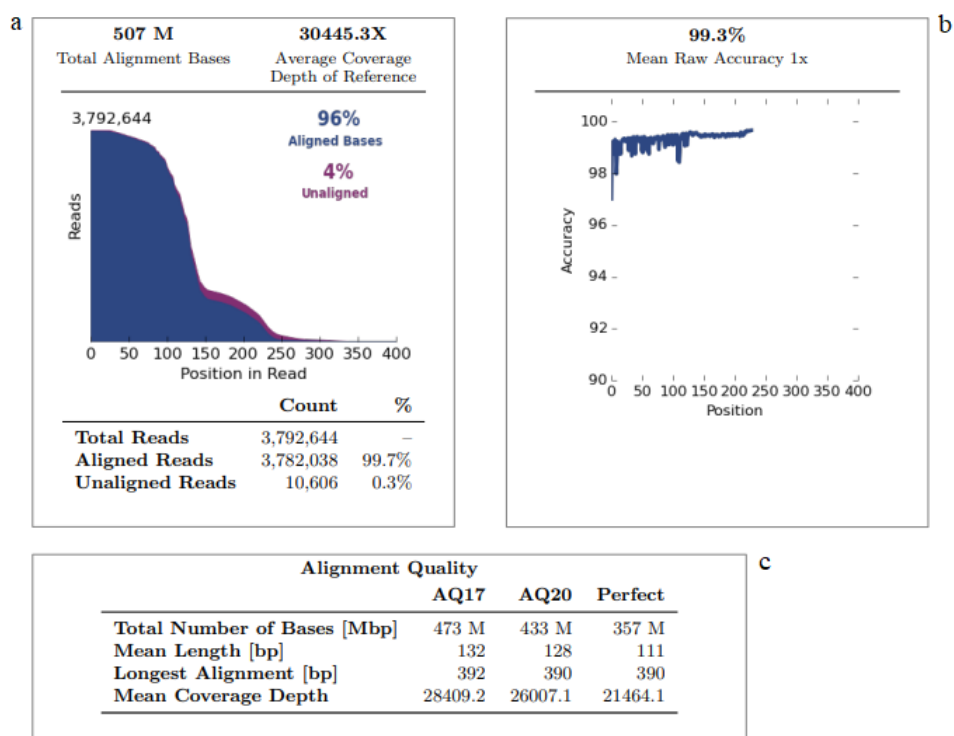 a
507 M 30445.3X
Total Alignment Bases Average Coverage
Depth of Reference
3,792,644
96%
Aligned Bases
4%
Unaligned
Reads
0 50 100 150 200 250 300 350 400
Position in Read
Count %
Total Reads 3,792,644 –
Aligned Reads 3,782,038 99.7%
Unaligned Reads 10,606 0.3%
b
99.3%
Mean Raw Accuracy 1x
100
98
96
94
92
90
Accuracy
0 50 100 150 200 250 300 350 400
Position
c
Alignment Quality
AQ17 AQ20 Perfect
Total Number of Bases [Mbp] 473 M 433 M 357 M
Mean Length [bp] 132 128 111
Longest Alignment [bp] 392 390 390
Mean Coverage Depth 28409.2 26007.1 21464.1